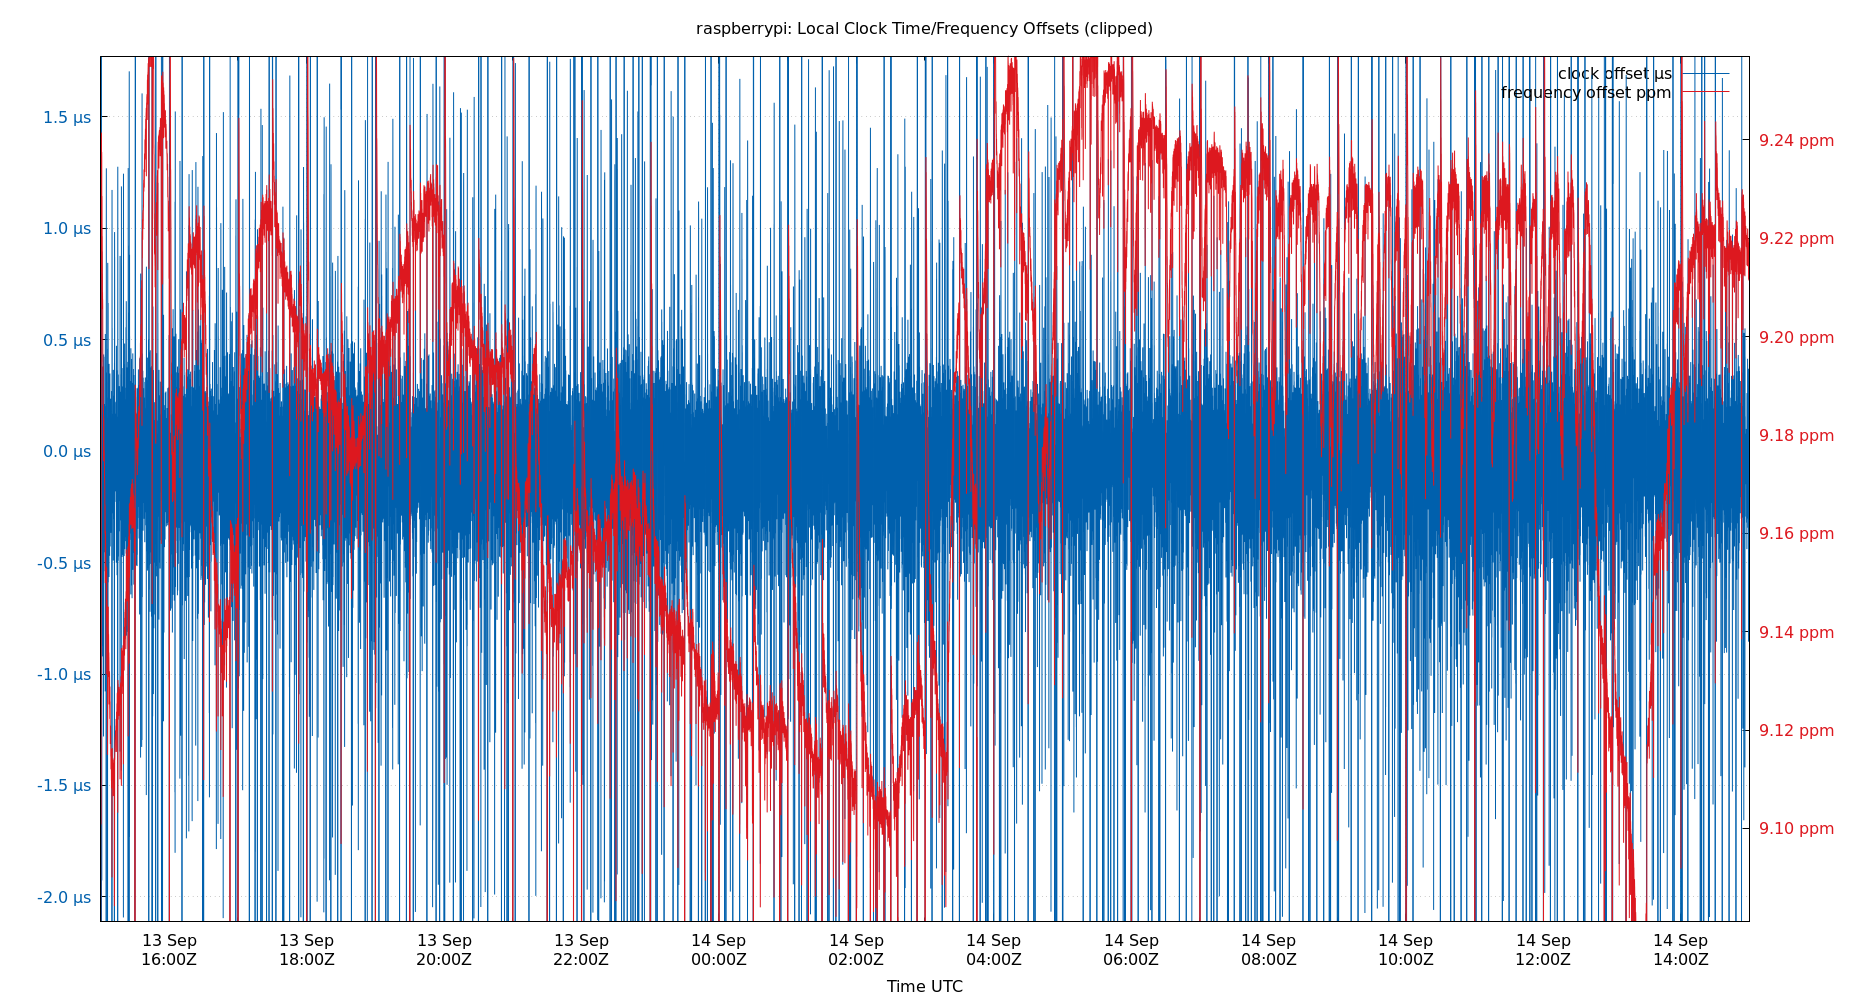 raspberrypi: Local Clock Time/Frequency Offsets (clipped)
clock offset µs
frequency offset ppm
1.5 µs
1.0 µs
0.5 µs
0.0 µs
-0.5 µs
-1.0 µs
-1.5 µs
-2.0 µs
9.24 ppm
9.22 ppm
9.20 ppm
9.18 ppm
9.16 ppm
9.14 ppm
9.12 ppm
9.10 ppm
13 Sep
16:00Z
13 Sep
18:00Z
13 Sep
20:00Z
13 Sep
22:00Z
14 Sep
00:00Z
14 Sep
02:00Z
14 Sep
04:00Z
14 Sep
06:00Z
14 Sep
08:00Z
14 Sep
10:00Z
14 Sep
12:00Z
14 Sep
14:00Z
Time UTC